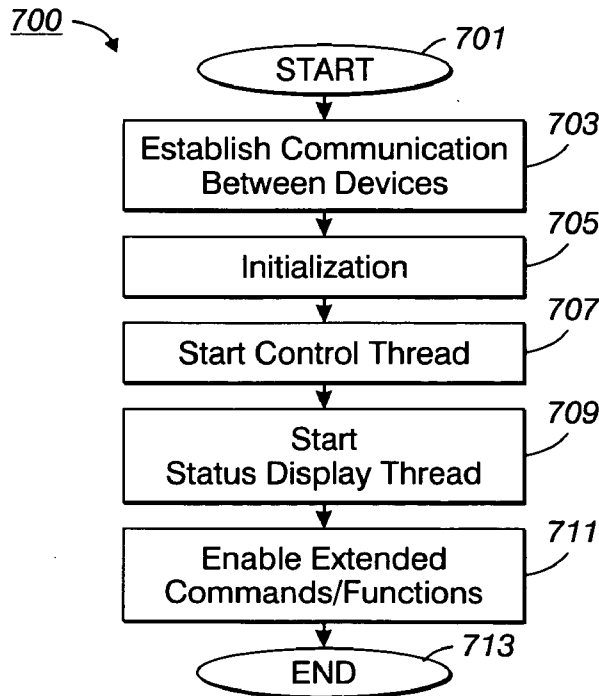 700
701
START
703
Establish Communication
Between Devices
705
Initialization
707
Start Control Thread
709
Start
Status Display Thread
711
Enable Extended
Commands/Functions
713
END